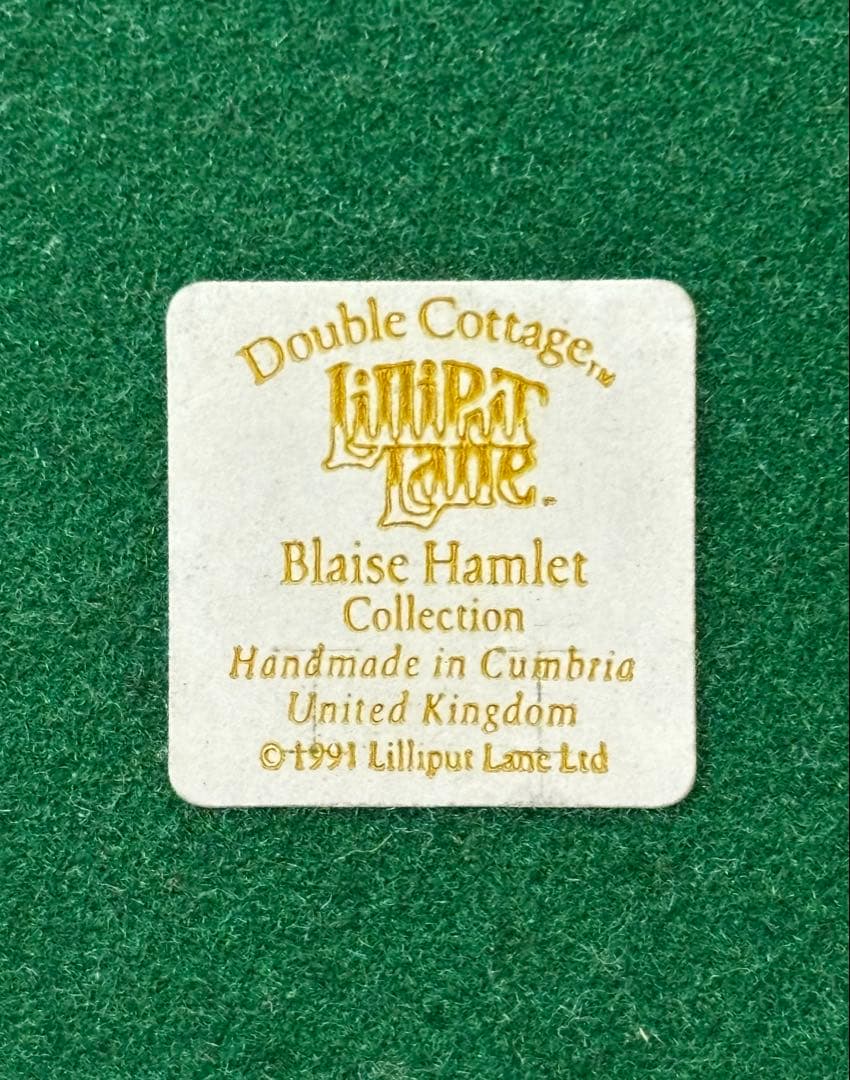 Double Cottage™
Lilliput
Lane
Blaise Hamlet
Collection
Handmade in Cumbria
United Kingdom
©1991 Lilliput Lane Ltd